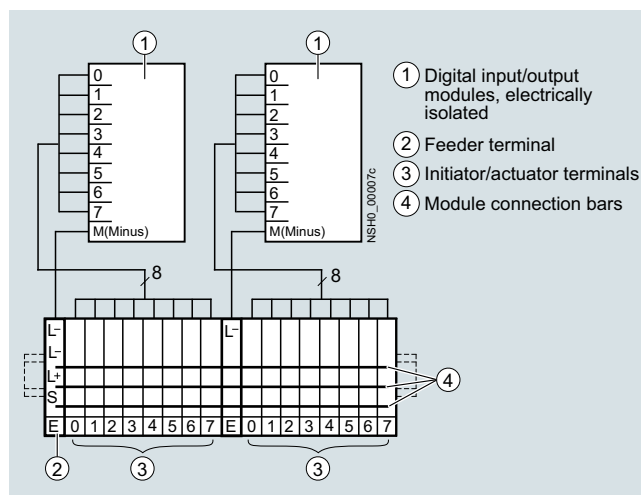 1 1
0 0
1 1
2 2
3 3
4 4
5 5
6 6
7 7
M(Minus) M(Minus)
NSH0_00007c
1 Digital input/output
modules, electrically
isolated
2 Feeder terminal
3 Initiator/actuator terminals
4 Module connection bars
8 8
L– L–
L–
L+
S
4
E 0 1 2 3 4 5 6 7 E 0 1 2 3 4 5 6 7
2 3 3